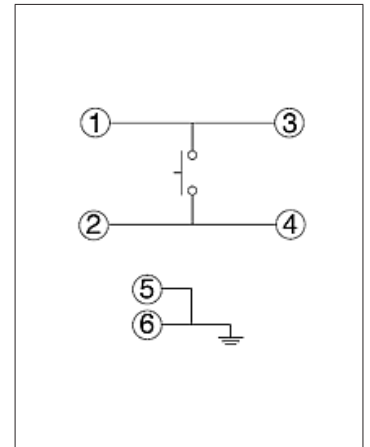 ① ③
② ④
⑤
⑥